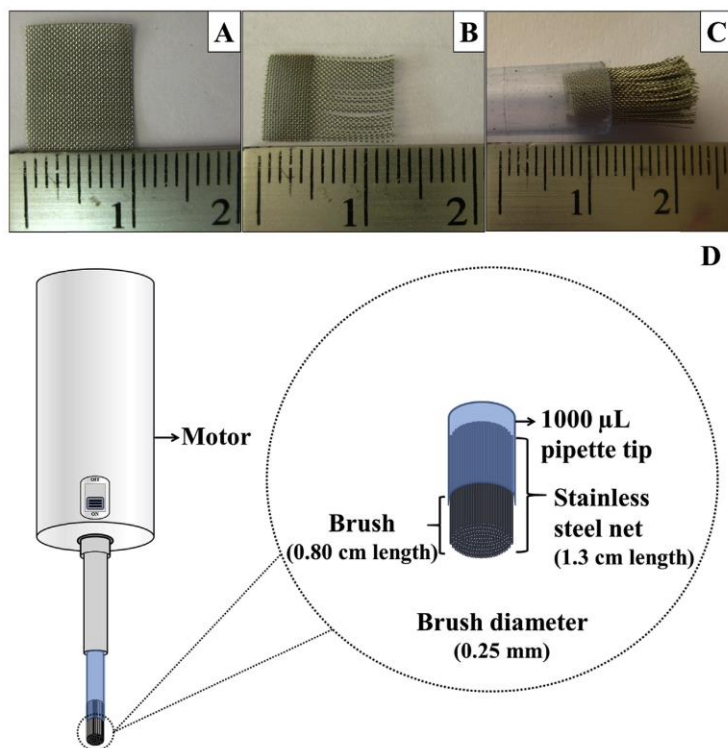 A
B
C
1
2
1
2
1
2
D
Motor
OFF
ON
1000 µL
pipette tip
Stainless
steel net
(1.3 cm length)
Brush
(0.80 cm length)
Brush diameter
(0.25 mm)